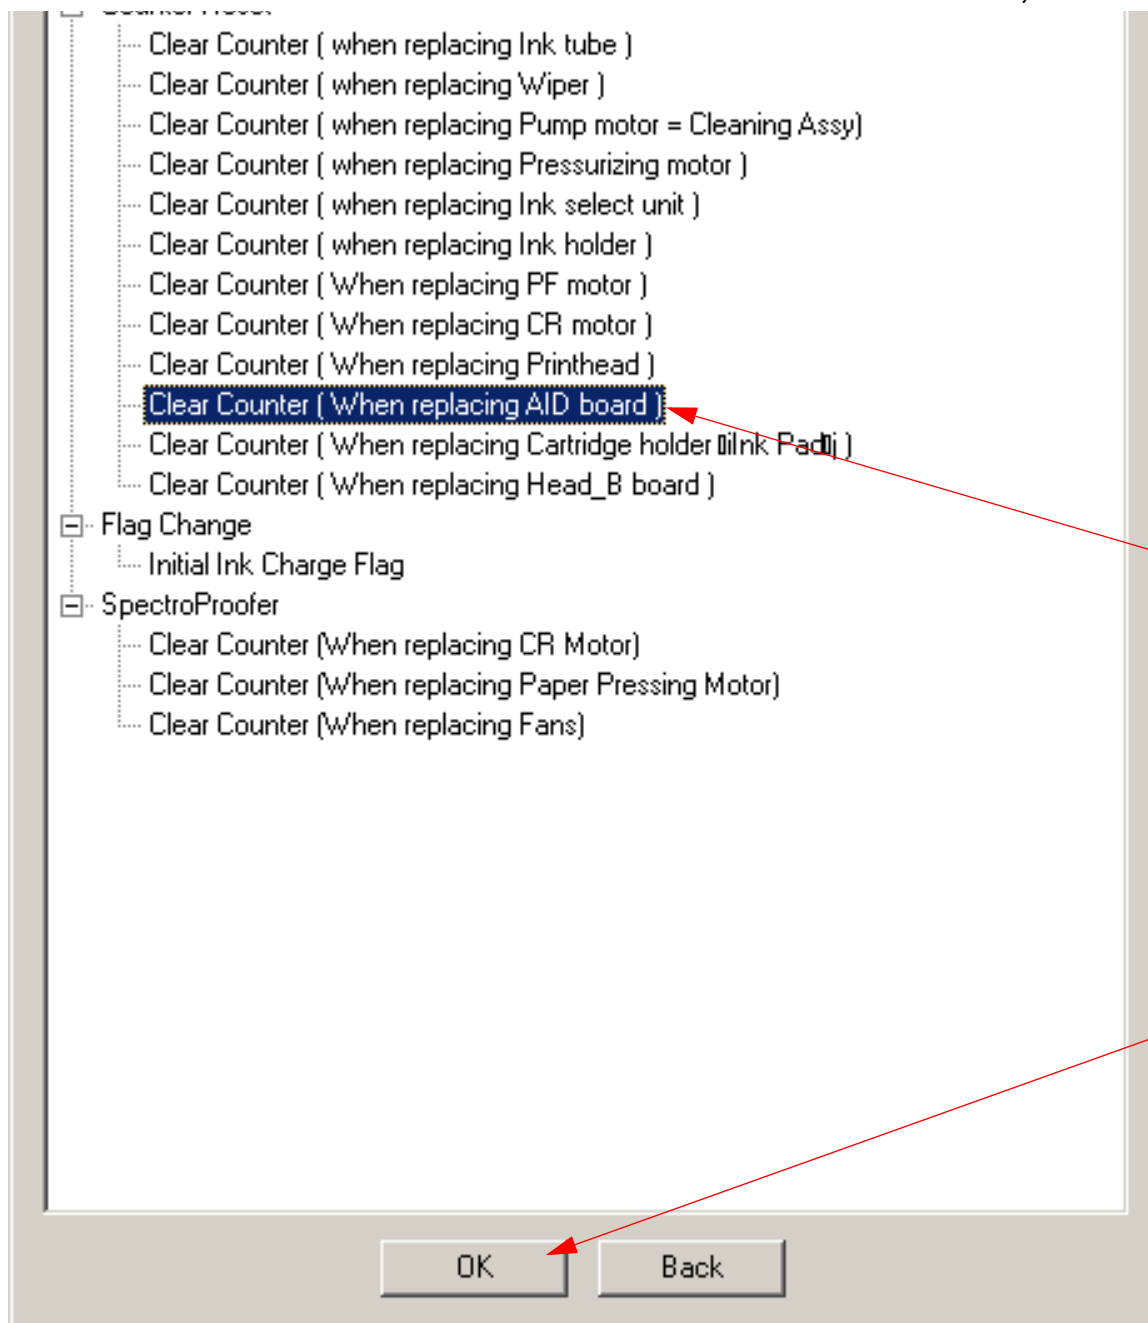 Clear Counter ( when replacing Ink tube )
Clear Counter ( when replacing Wiper )
Clear Counter ( when replacing Pump motor = Cleaning Assy)
Clear Counter ( when replacing Pressurizing motor )
Clear Counter ( when replacing Ink select unit )
Clear Counter ( when replacing Ink holder )
Clear Counter ( When replacing PF motor )
Clear Counter ( When replacing CR motor )
Clear Counter ( When replacing Printhead )
Clear Counter ( When replacing AID board )
Clear Counter ( When replacing Cartridge holder iInk Pad j )
Clear Counter ( When replacing Head_B board )
Flag Change
Initial Ink Charge Flag
SpectroProofer
Clear Counter (When replacing CR Motor)
Clear Counter (When replacing Paper Pressing Motor)
Clear Counter (When replacing Fans)
OK Back